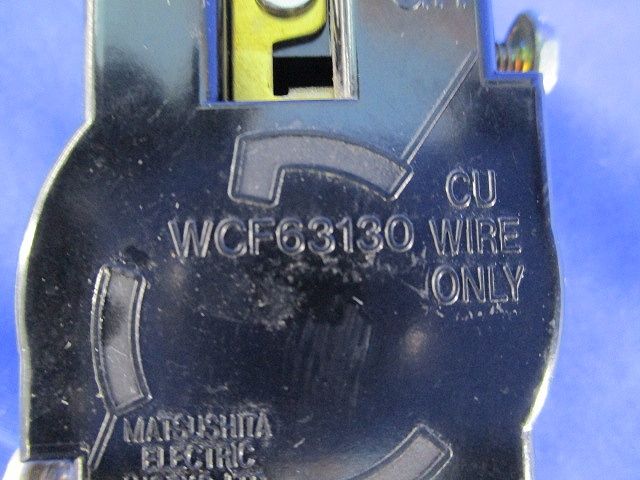 WCF63130
CU
WIRE
ONLY
MATSUSHITA
ELECTRIC